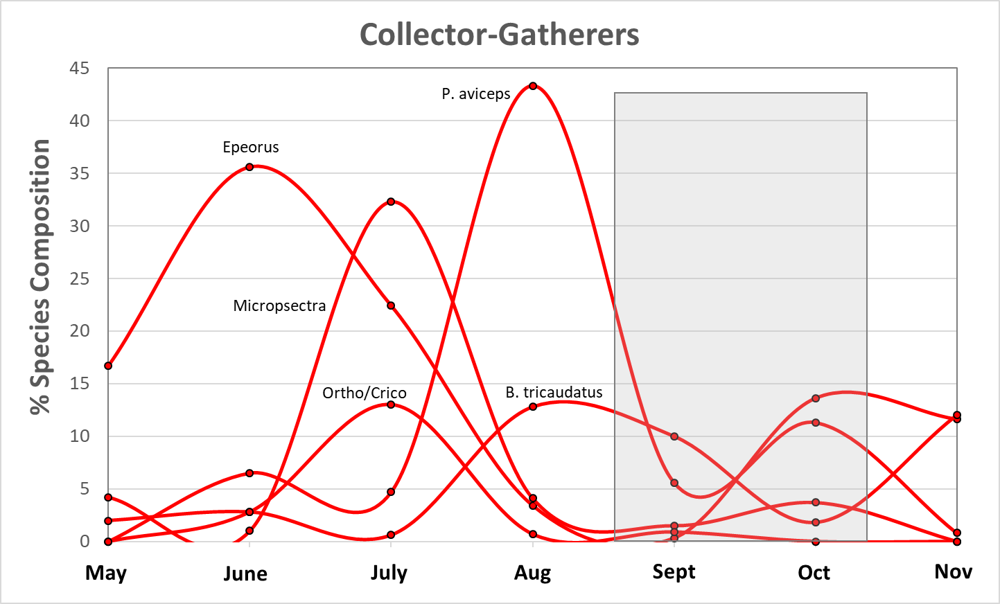 Collector-Gatherers
% Species Composition
45
40
35
30
25
20
15
10
5
0
P. aviceps
Epeorus
Micropsectra
Ortho/Crico
B. tricaudatus
May June July Aug Sept Oct Nov